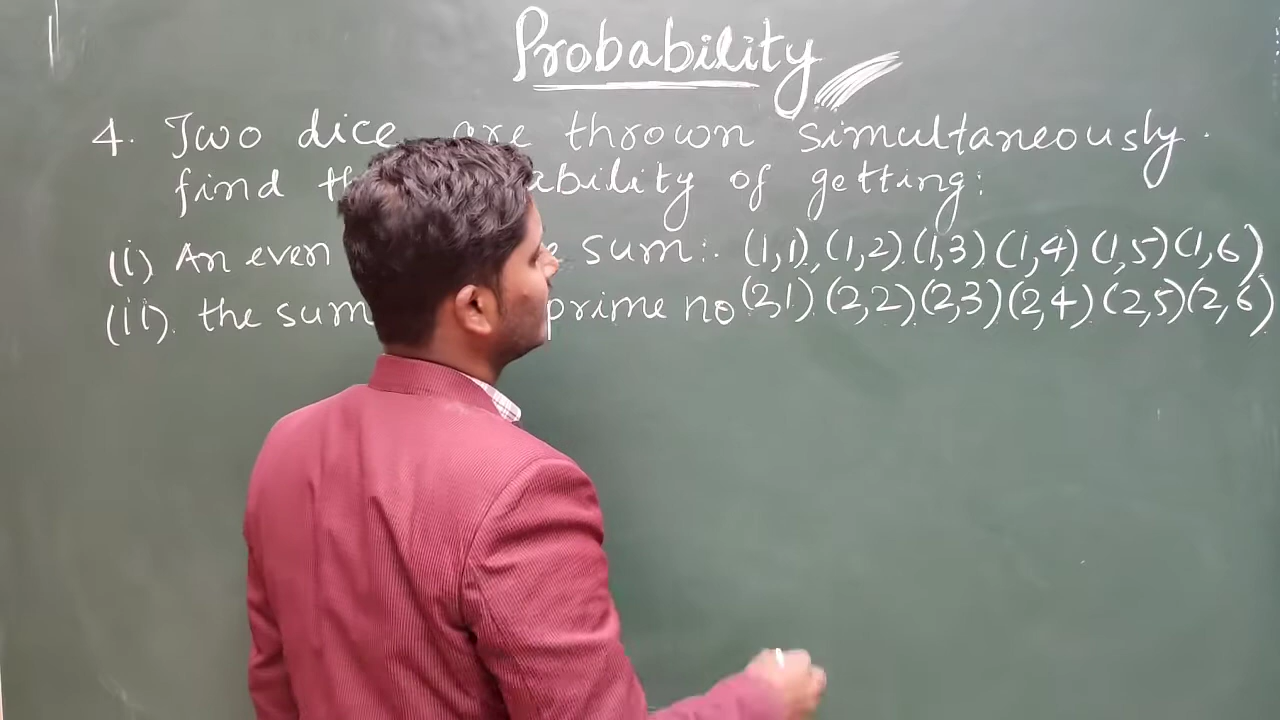 Probability
4. Two dice are thrown simultaneously.
find ability of getting:
(i) An even sum:. (1,1), (1,2) (1,3) (1,4) (1,5) (1,6)
(ii). the sum prime no (2,1) (2,2) (2,3) (2,4) (2,5) (2,6)